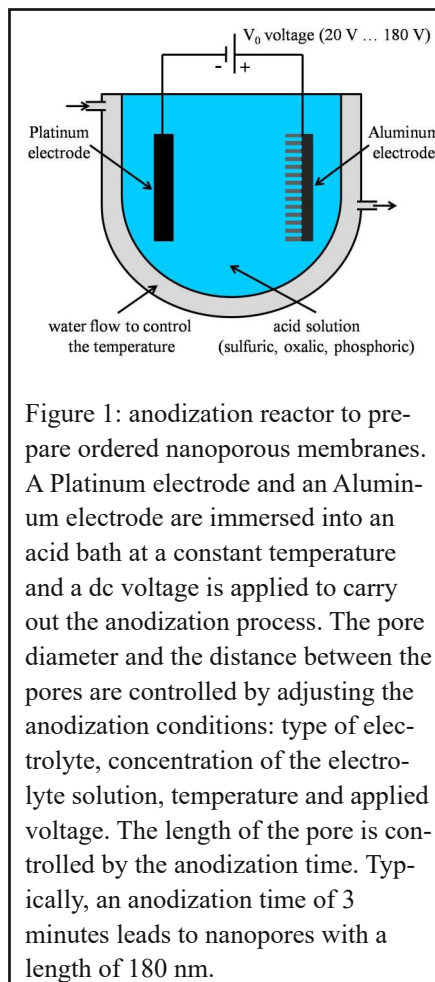 V0 voltage (20 V … 180 V)
- +
Platinum
electrode
Aluminum
electrode
water flow to control
the temperature
acid solution
(sulfuric, oxalic, phosphoric)
Figure 1: anodization reactor to pre-
pare ordered nanoporous membranes.
A Platinum electrode and an Alumin-
um electrode are immersed into an
acid bath at a constant temperature
and a dc voltage is applied to carry
out the anodization process. The pore
diameter and the distance between the
pores are controlled by adjusting the
anodization conditions: type of elec-
trolyte, concentration of the electro-
lyte solution, temperature and applied
voltage. The length of the pore is con-
trolled by the anodization time. Typ-
ically, an anodization time of 3
minutes leads to nanopores with a
length of 180 nm.